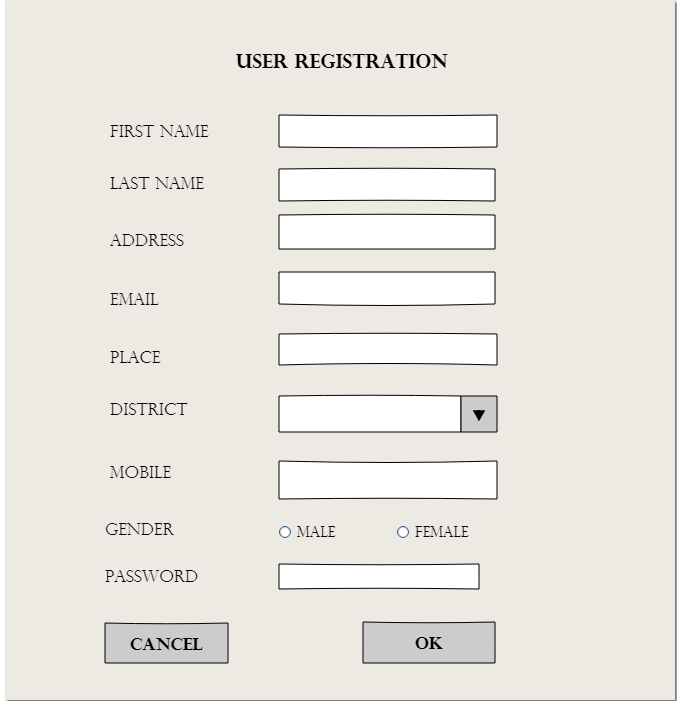 USER REGISTRATION
FIRST NAME
LAST NAME
ADDRESS
EMAIL
PLACE
DISTRICT
MOBILE
GENDER MALE FEMALE
PASSWORD
CANCEL OK